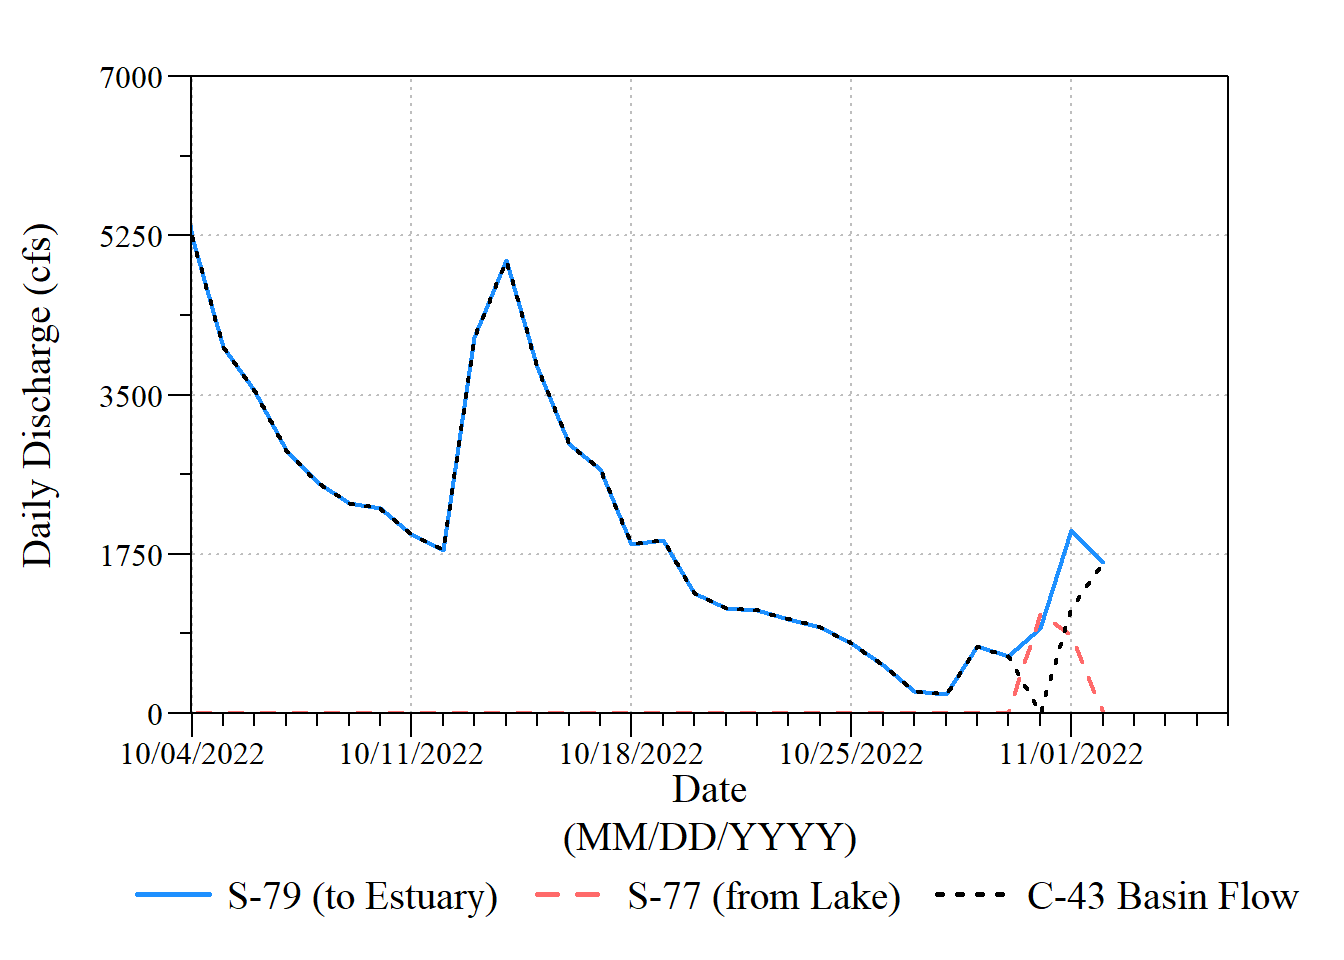 7000
5250
3500
1750
0
Daily Discharge (cfs)
10/04/2022 10/11/2022 10/18/2022 10/25/2022 11/01/2022
Date
(MM/DD/YYYY)
S-79 (to Estuary) S-77 (from Lake) C-43 Basin Flow